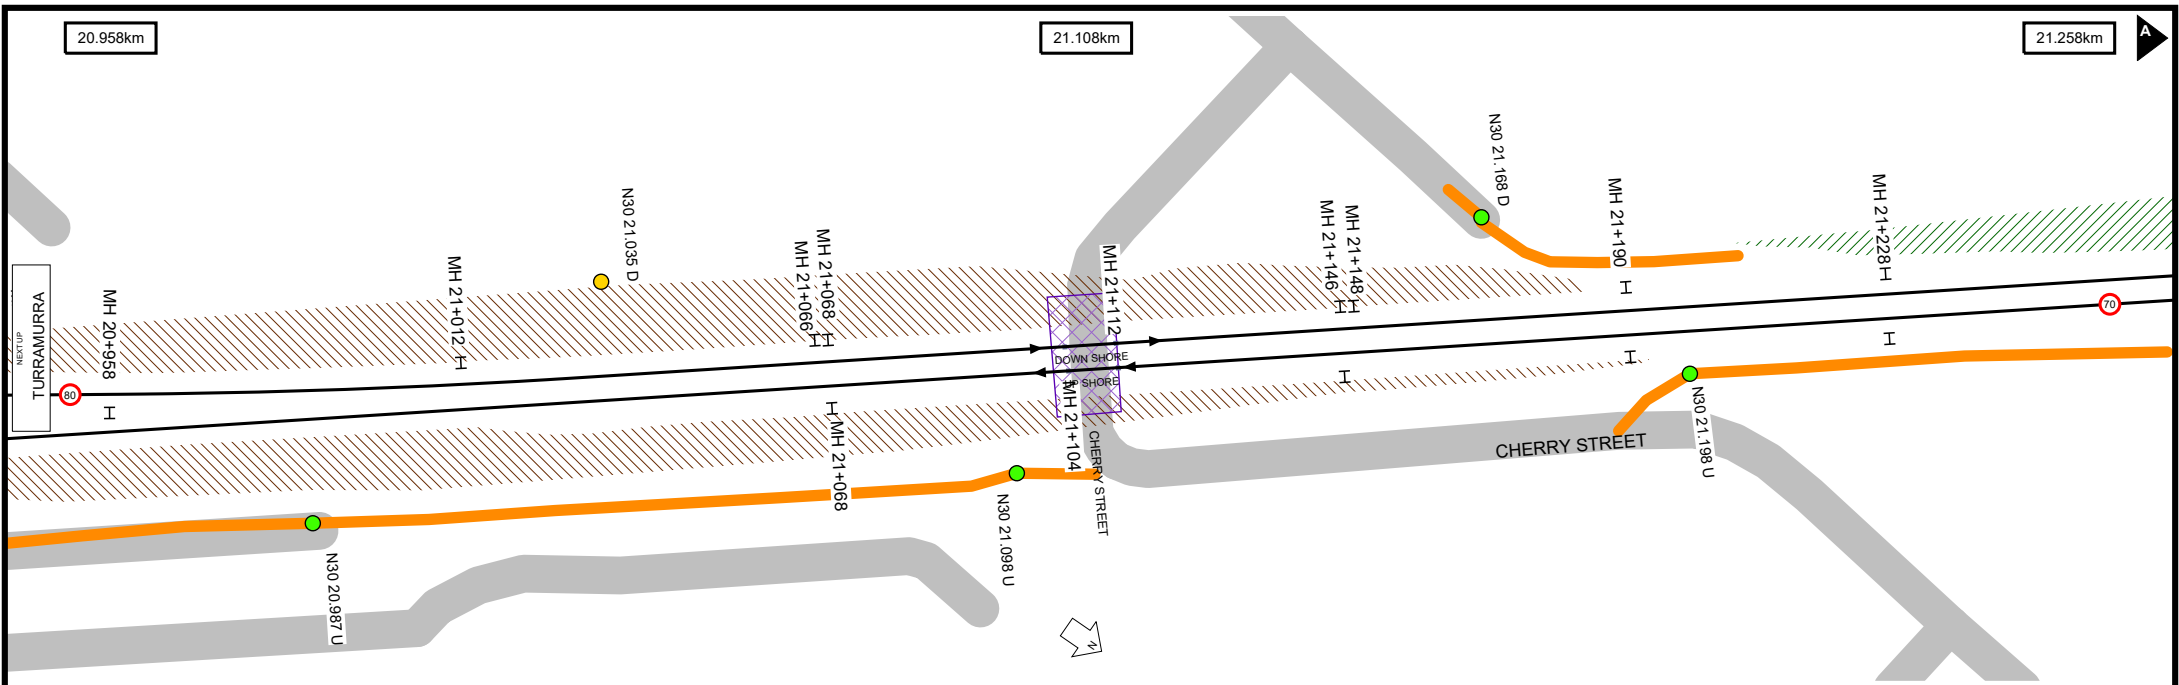 20.958km
21.108km
21.258km
A
N30 21.168 D
MH 21+190
MH 21+228
N30 21.035 D
MH 21+148
MH 21+146
MH 21+068
MH 21+066
MH 21+112
MH 21+012
MH 20+958
NEXT UP
TURRAMURRA
80
70
DOWN SHORE
UP SHORE
MH 21+104
CHERRY STREET
CHERRY STREET
MH 21+068
N30 21.198 U
N30 21.098 U
N30 20.987 U
N